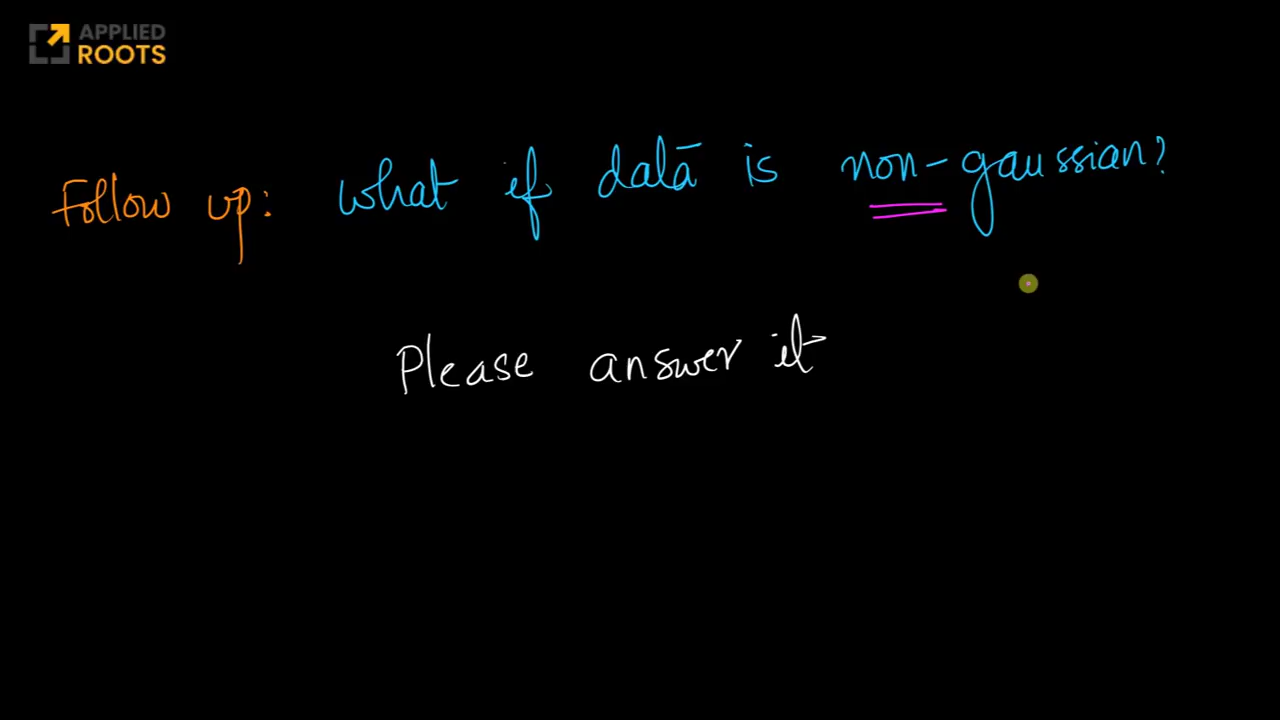 APPLIED
ROOTS
Follow up: What if data is non-gaussian?
Please answer it